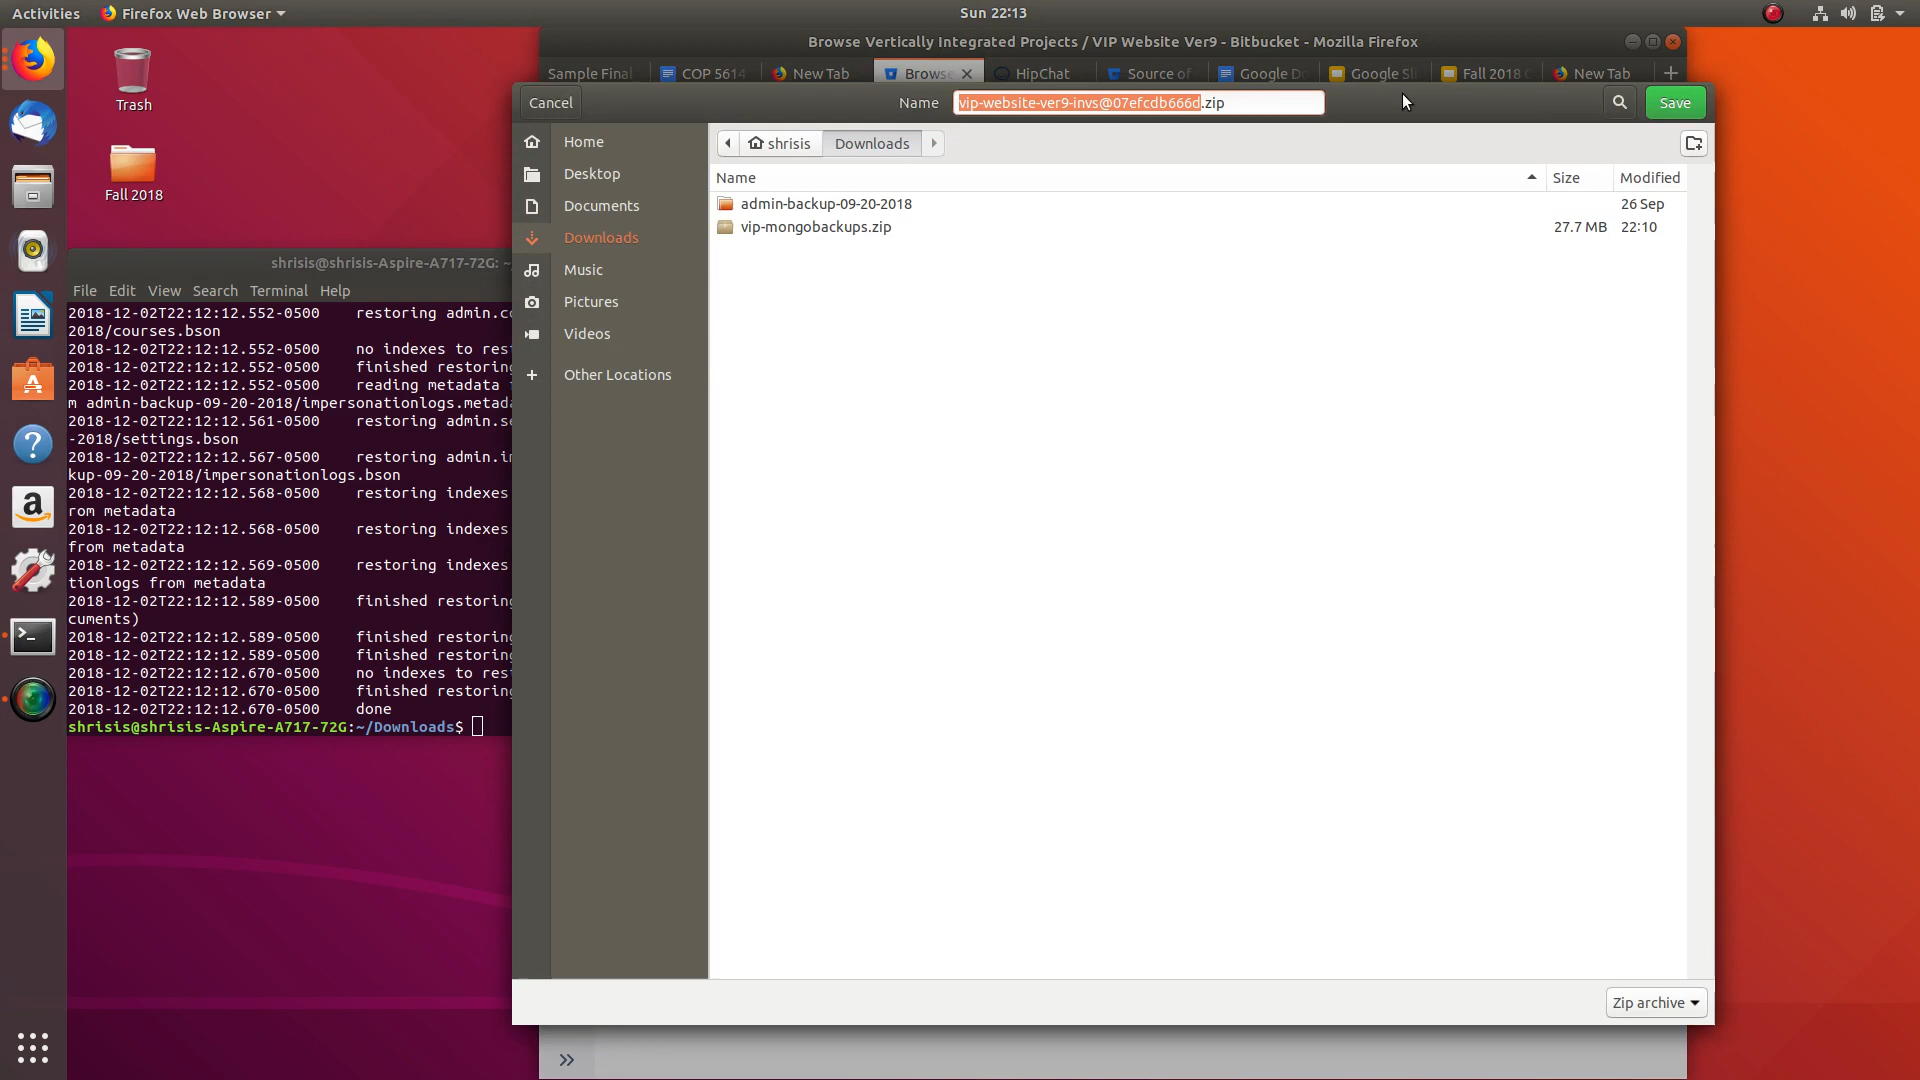 Activities
Firefox Web Browser
Sun 22:13
Trash
Fall 2018
Browse Vertically Integrated Projects / VIP Website Ver9 - Bitbucket - Mozilla Firefox
Sample Final
COP 5614
New Tab
Browse
HipChat
Source of
Google Do
Google Sli
Fall 2018
New Tab
Cancel
Name
vip-website-ver9-invs@07efcdb666d.zip
Save
Home
Desktop
Documents
Downloads
Music
Pictures
Videos
Other Locations
shrisis
Downloads
Name
Size
Modified
admin-backup-09-20-2018
26 Sep
vip-mongobackups.zip
27.7 MB
22:10
Zip archive
shrisis@shrisis-Aspire-A717-72G: ~
File Edit View Search Terminal Help
2018-12-02T22:12:12.552-0500 restoring admin.co
2018/courses.bson
2018-12-02T22:12:12.552-0500 no indexes to res
2018-12-02T22:12:12.552-0500 finished restoring
2018-12-02T22:12:12.552-0500 reading metadata
m admin-backup-09-20-2018/impersonationlogs.metada
2018-12-02T22:12:12.561-0500 restoring admin.se
-2018/settings.bson
2018-12-02T22:12:12.567-0500 restoring admin.im
kup-09-20-2018/impersonationlogs.bson
2018-12-02T22:12:12.568-0500 restoring indexes
rom metadata
2018-12-02T22:12:12.568-0500 restoring indexes
from metadata
2018-12-02T22:12:12.569-0500 restoring indexes
tionlogs from metadata
2018-12-02T22:12:12.589-0500 finished restoring
cuments)
2018-12-02T22:12:12.589-0500 finished restoring
2018-12-02T22:12:12.589-0500 finished restoring
2018-12-02T22:12:12.670-0500 no indexes to res
2018-12-02T22:12:12.670-0500 finished restoring
2018-12-02T22:12:12.670-0500 done
shrisis@shrisis-Aspire-A717-72G:~/Downloads$